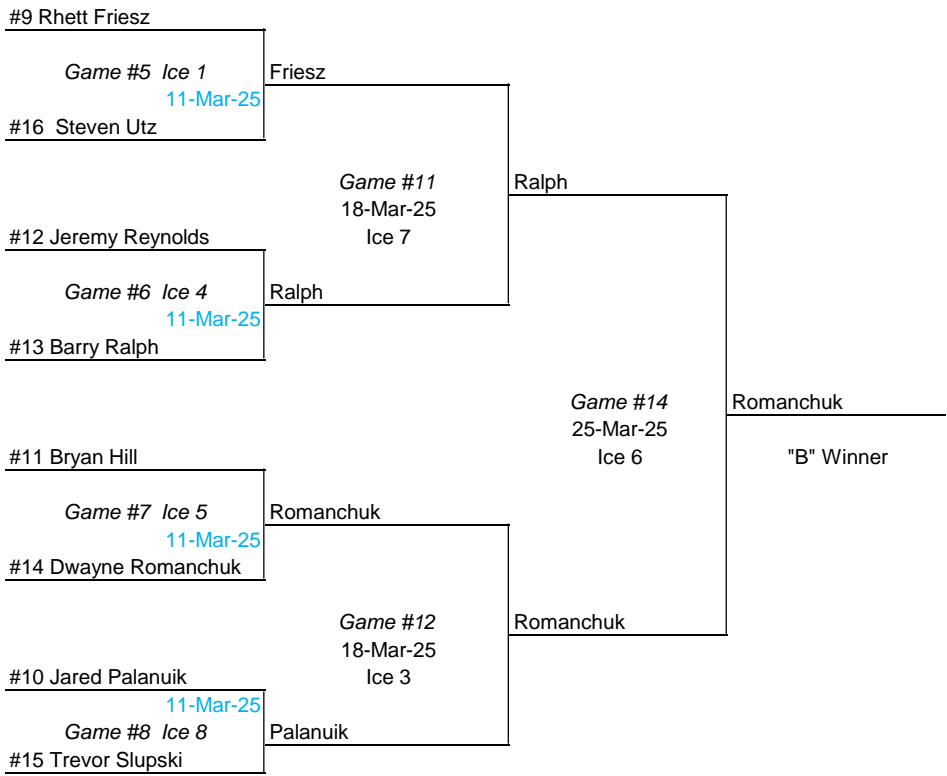 #9 Rhett Friesz
Game #5  Ice 1
Friesz
11-Mar-25
#16  Steven Utz
Game #11
Ralph
18-Mar-25
#12 Jeremy Reynolds
Ice 7
Game #6  Ice 4
Ralph
11-Mar-25
#13 Barry Ralph
Game #14
Romanchuk
25-Mar-25
#11 Bryan Hill
Ice 6
"B" Winner
Game #7  Ice 5
Romanchuk
11-Mar-25
#14 Dwayne Romanchuk
Game #12
Romanchuk
18-Mar-25
#10 Jared Palanuik
Ice 3
11-Mar-25
Game #8  Ice 8
Palanuik
#15 Trevor Slupski